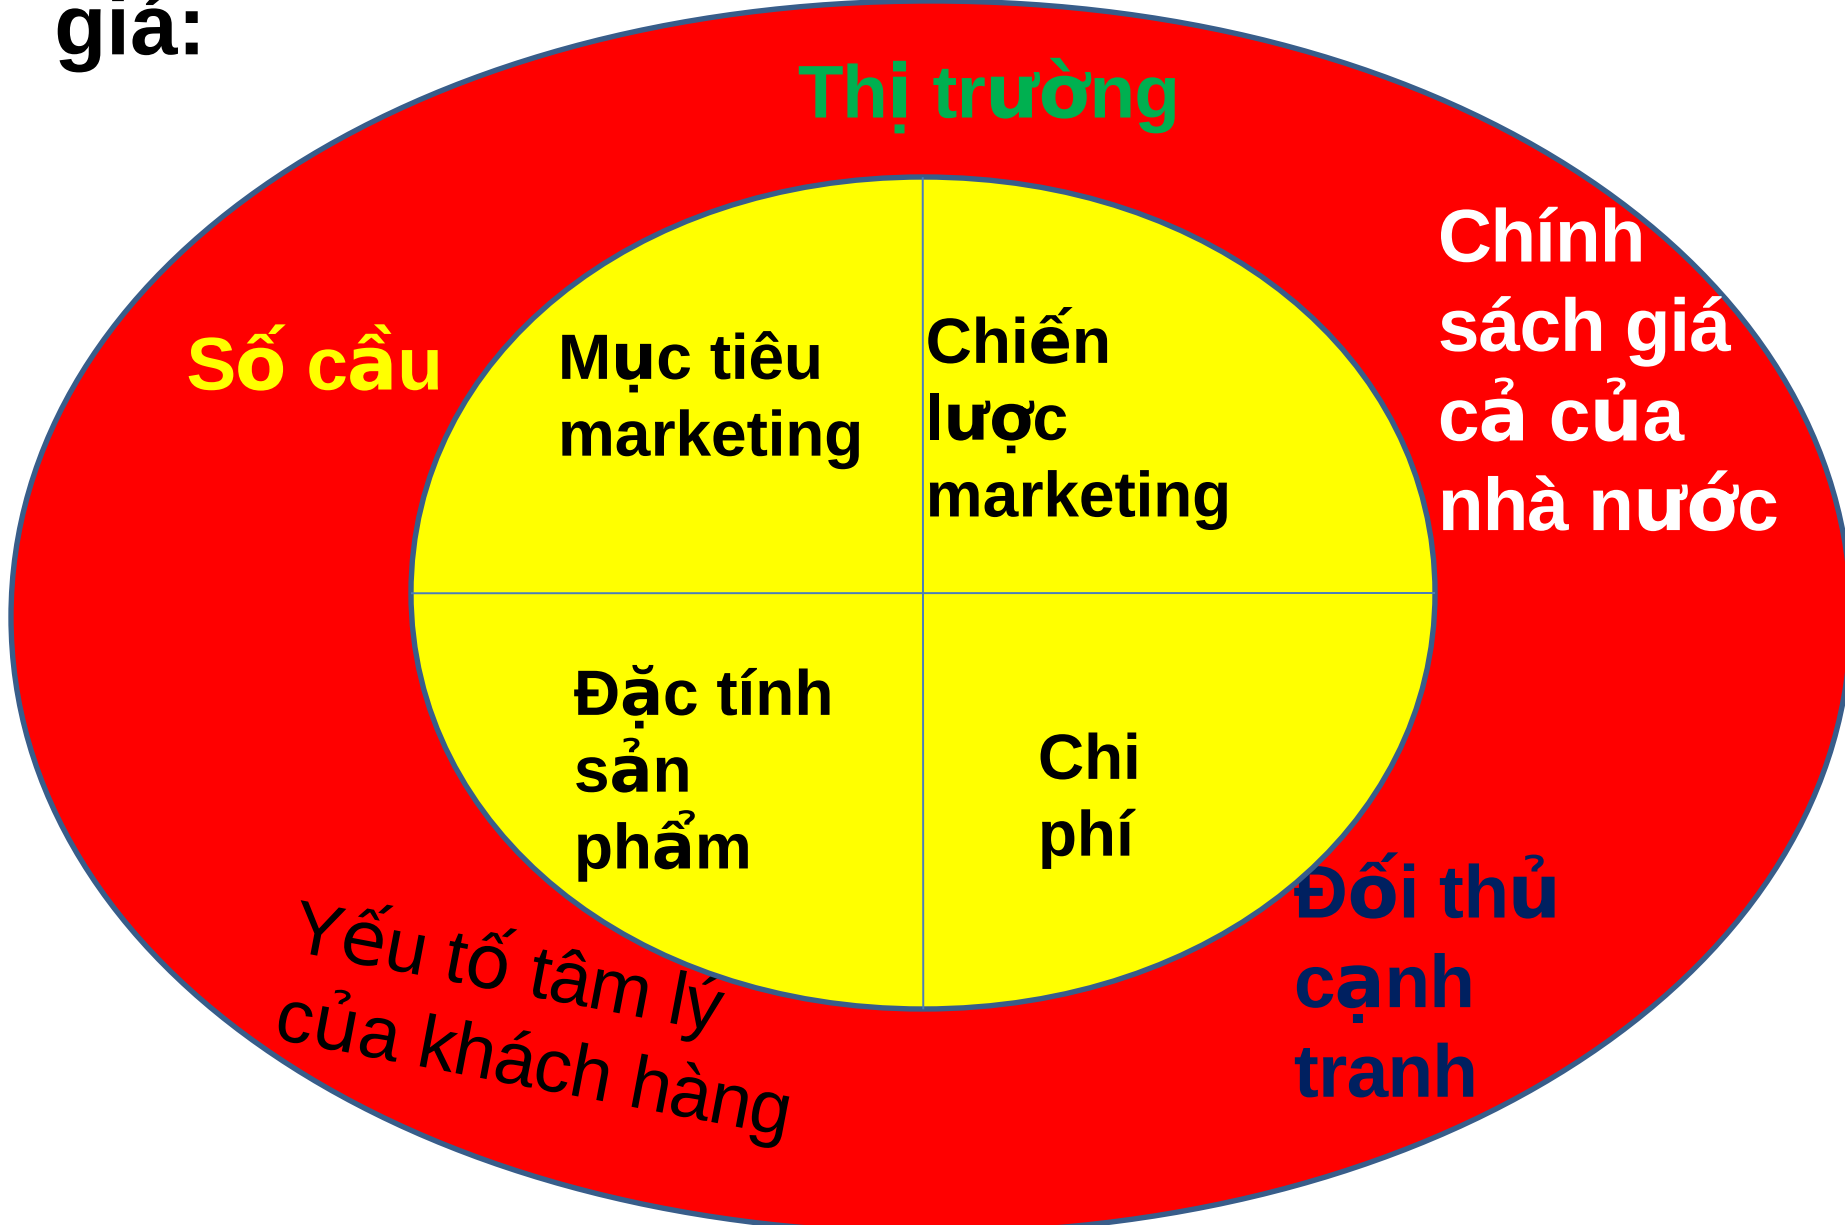 giá:
Thị trường
Chính
sách giá
cả của
nhà nước
Số cầu
Mục tiêu
marketing
Chiến
lược
marketing
Đặc tính
sản
phẩm
Chi
phí
Đối thủ
cạnh
tranh
Yếu tố tâm lý
của khách hàng